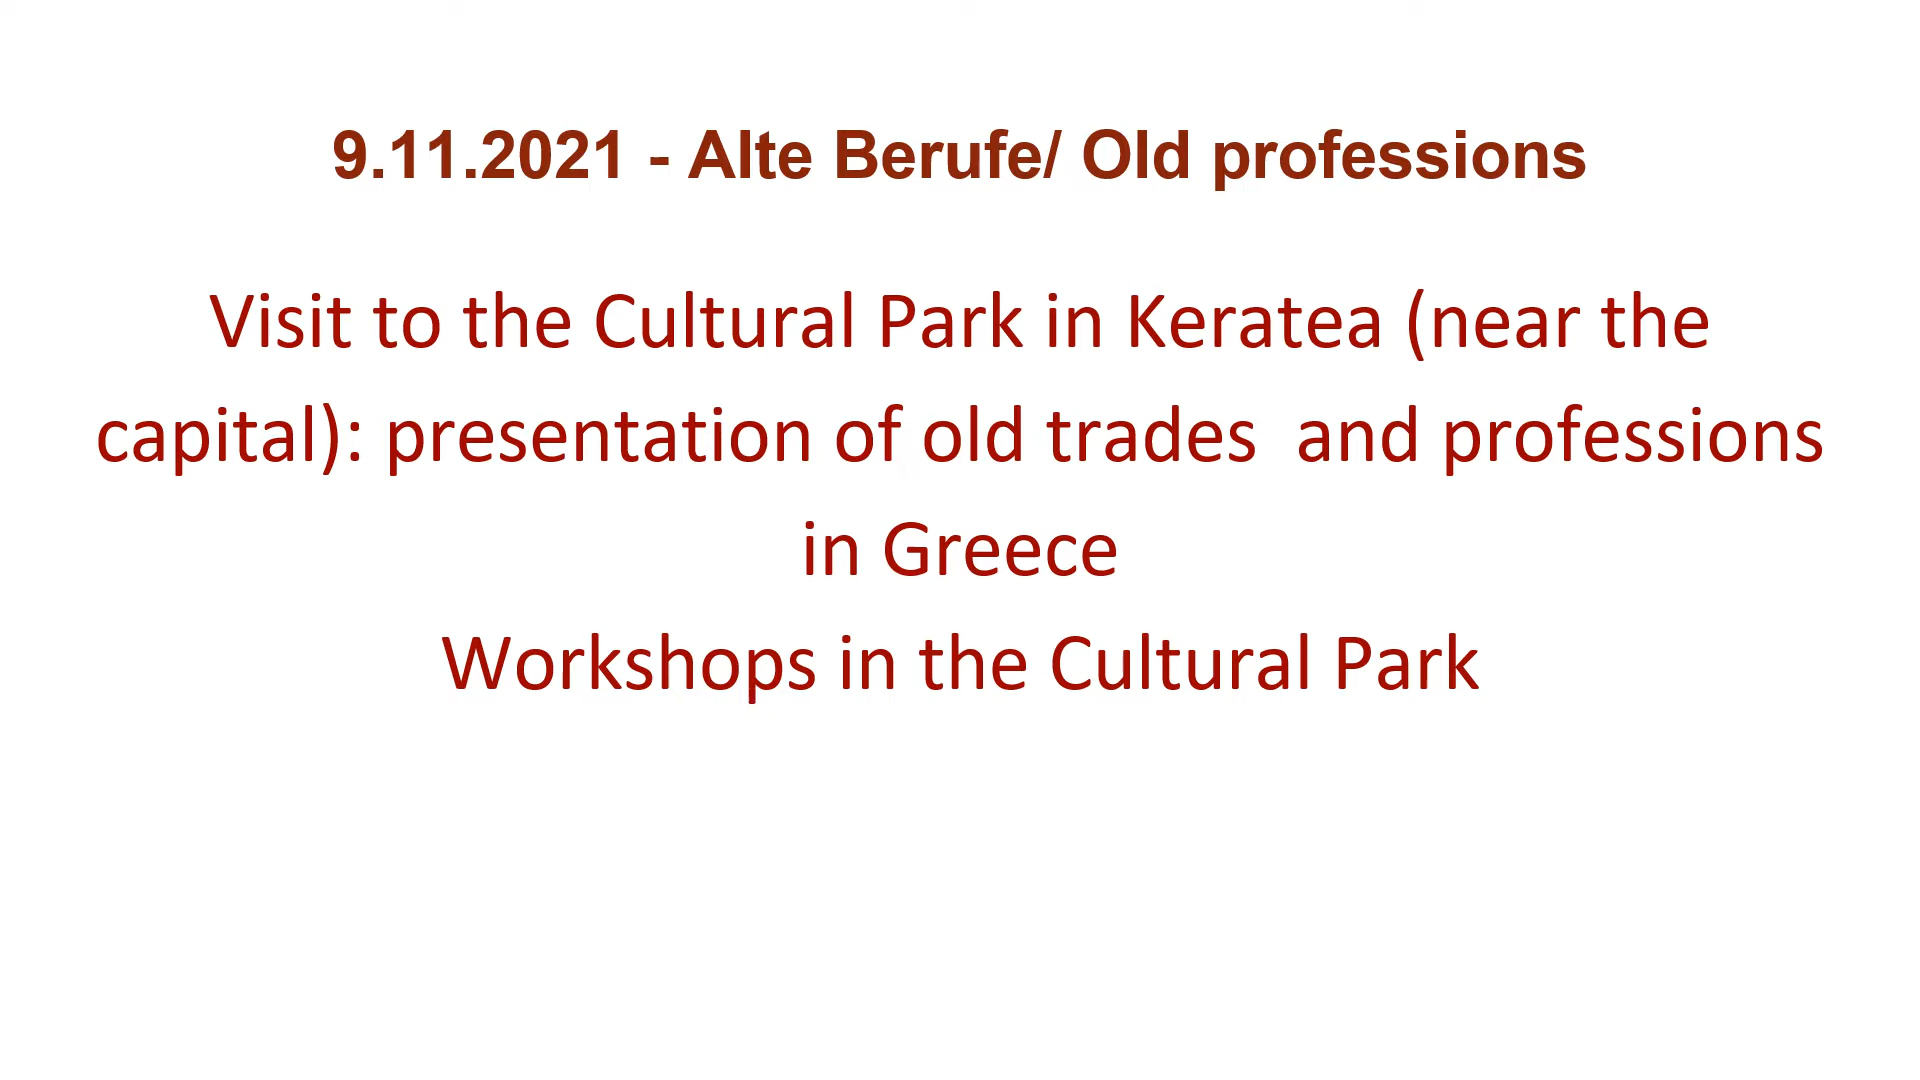 9.11.2021 - Alte Berufe/ Old professions
Visit to the Cultural Park in Keratea (near the
capital): presentation of old trades  and professions
in Greece
Workshops in the Cultural Park